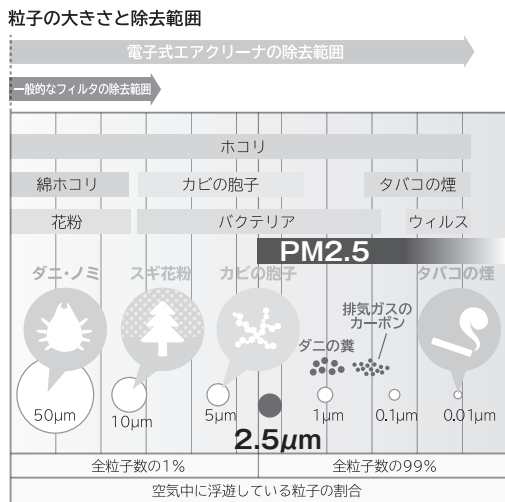 粒子の大きさと除去範囲
電子式エアクリーナの除去範囲
一般的なフィルタの除去範囲
ホコリ
綿ホコリ カビの胞子 タバコの煙
花粉 バクテリア ウィルス
PM2.5
ダニ・ノミ スギ花粉 カビの胞子 タバコの煙
排気ガスの
カーボン
ダニの糞
50μm 10μm 5μm 1μm 0.1μm 0.01μm
2.5μm
全粒子数の1% 全粒子数の99%
空気中に浮遊している粒子の割合